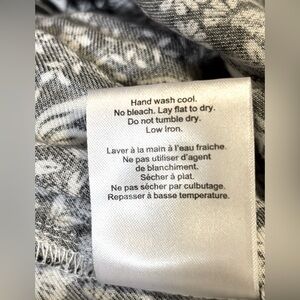 Hand wash cool.
No bleach. Lay flat to dry.
Do not tumble dry.
Low Iron.
Laver à la main à l'eau fraiche.
Ne pas utiliser d'agent
de blanchiment.
Sécher á plat.
Ne pas sécher par culbutage.
Repasser à basse temperature.